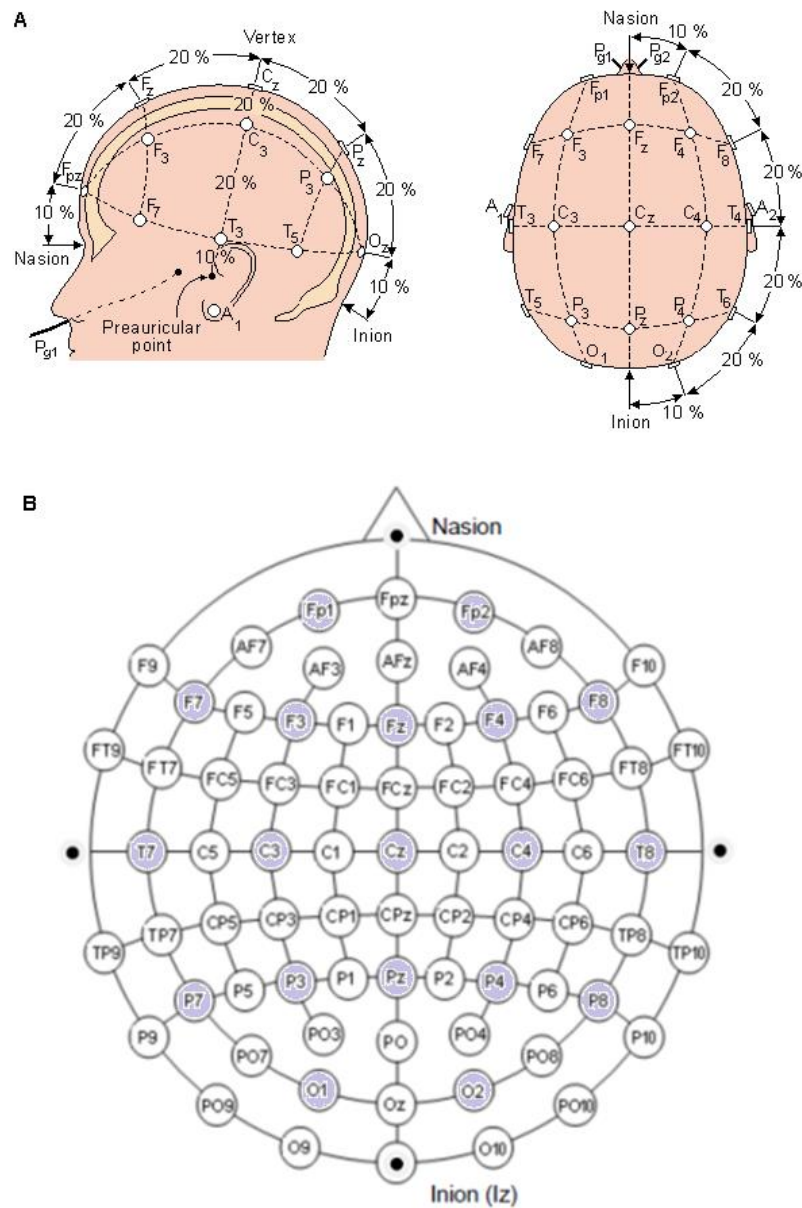 A
Vertex
20 %
20 %
Fz
Cz
20 %
20 %
20 %
F3
C3
Pz
20 %
Fpz
20 %
P3
F7
10 %
T3
T5
Oz
Nasion
10 %
10 %
Preauricular
point
A1
Inion
Pg1
Nasion
10 %
Pg1
Pg2
Fp1
Fp2
20 %
F7
F3
Fz
F4
F8
20 %
A1
T3
C3
Cz
C4
T4
A2
20 %
T5
P3
Pz
P4
T6
20 %
O1
O2
10 %
Inion
B
Nasion
Fp1 Fpz Fp2
AF7 AF3 AFz AF4 AF8
F9 F7 F5 F3 F1 Fz F2 F4 F6 F8 F10
FT9 FT7 FC5 FC3 FC1 FCz FC2 FC4 FC6 FT8 FT10
T7 C5 C3 C1 Cz C2 C4 C6 T8
TP9 TP7 CP5 CP3 CP1 CPz CP2 CP4 CP6 TP8 TP10
P9 P7 P5 P3 P1 Pz P2 P4 P6 P8 P10
PO9 PO7 PO3 PO PO4 PO8 PO10
O1 Oz O2
O9 O10
Inion (Iz)